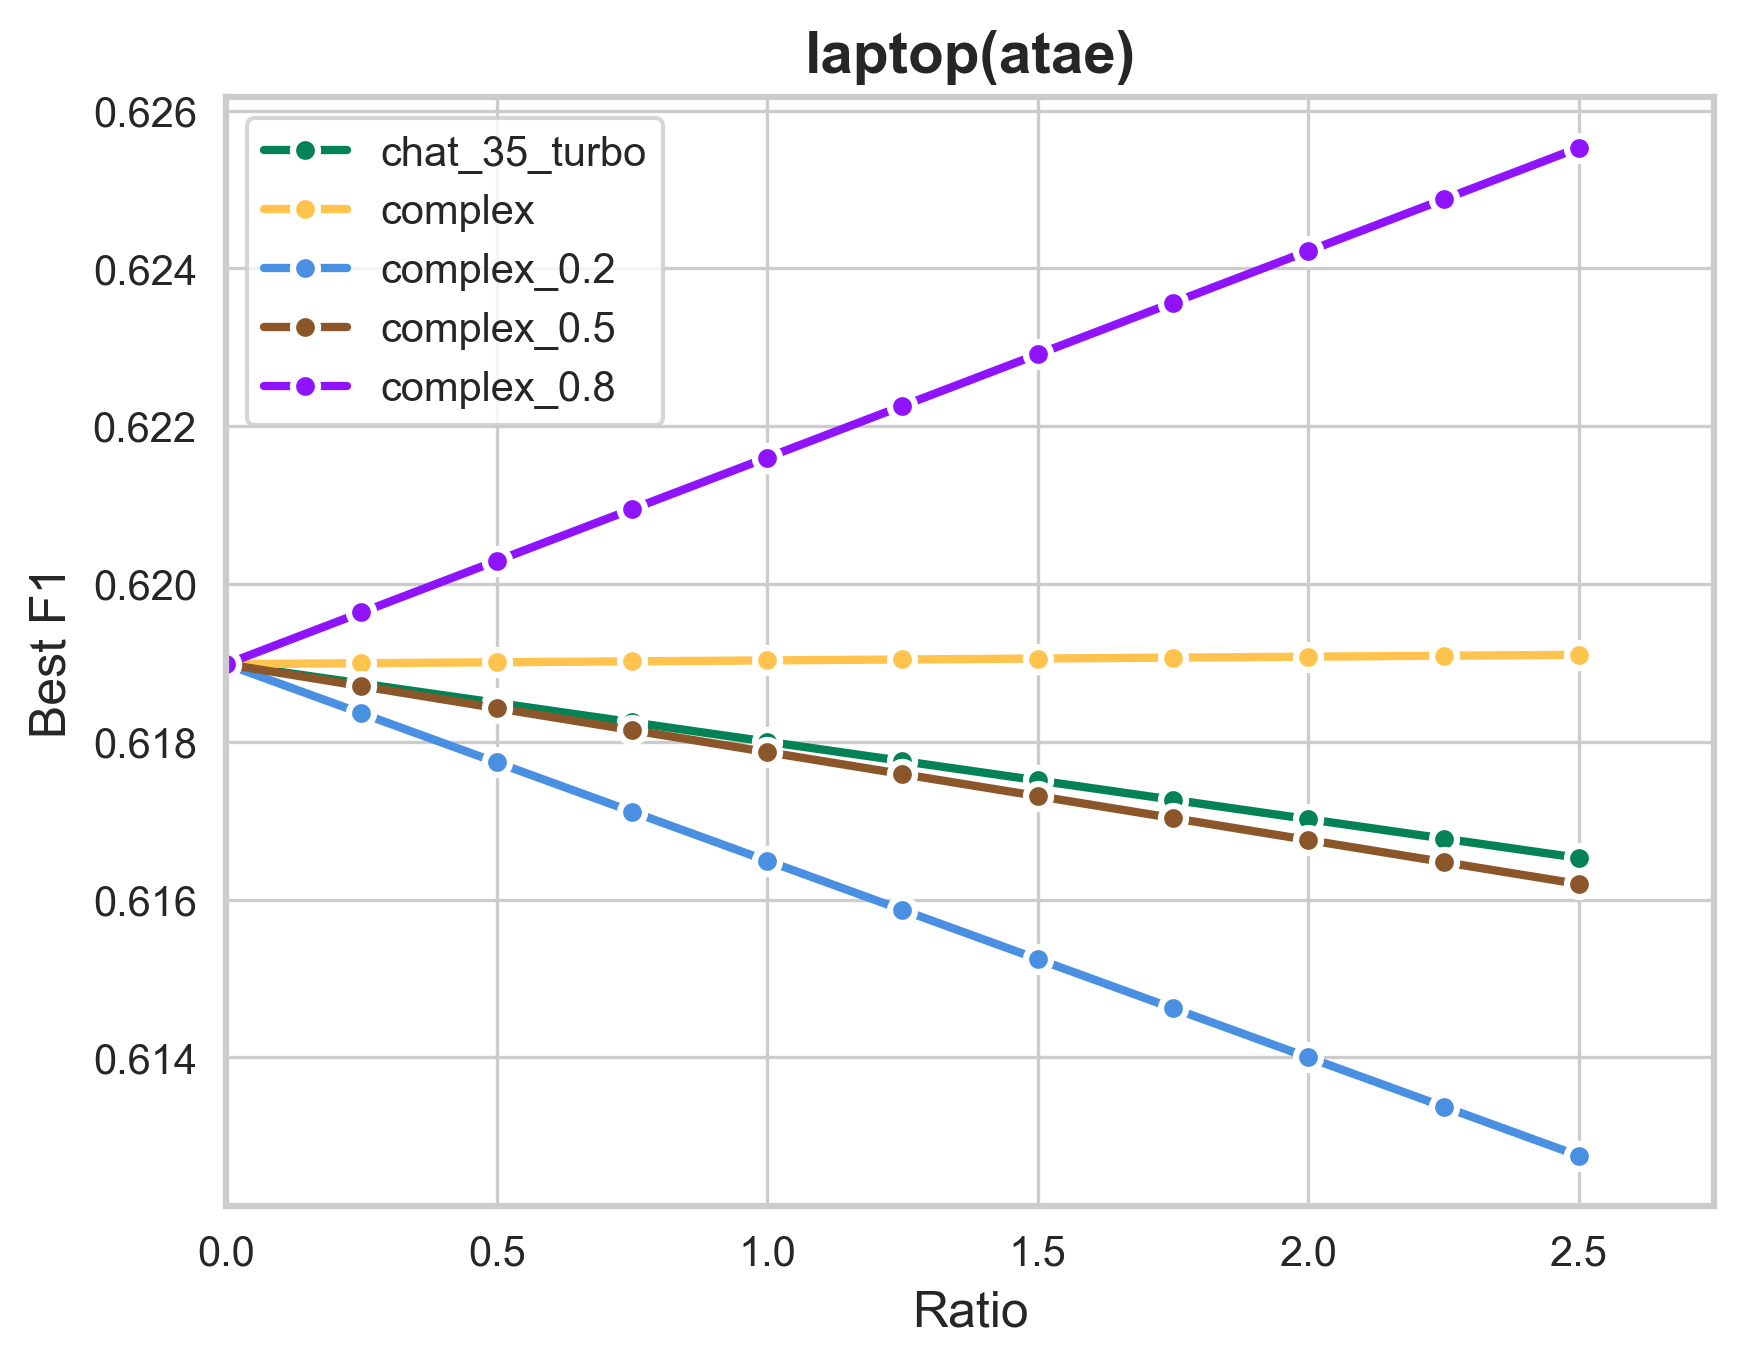 laptop(atae)
0.626
0.624
0.622
0.620
0.618
0.616
0.614
Best F1
chat_35_turbo
complex
complex_0.2
complex_0.5
complex_0.8
0.0 0.5 1.0 1.5 2.0 2.5
Ratio